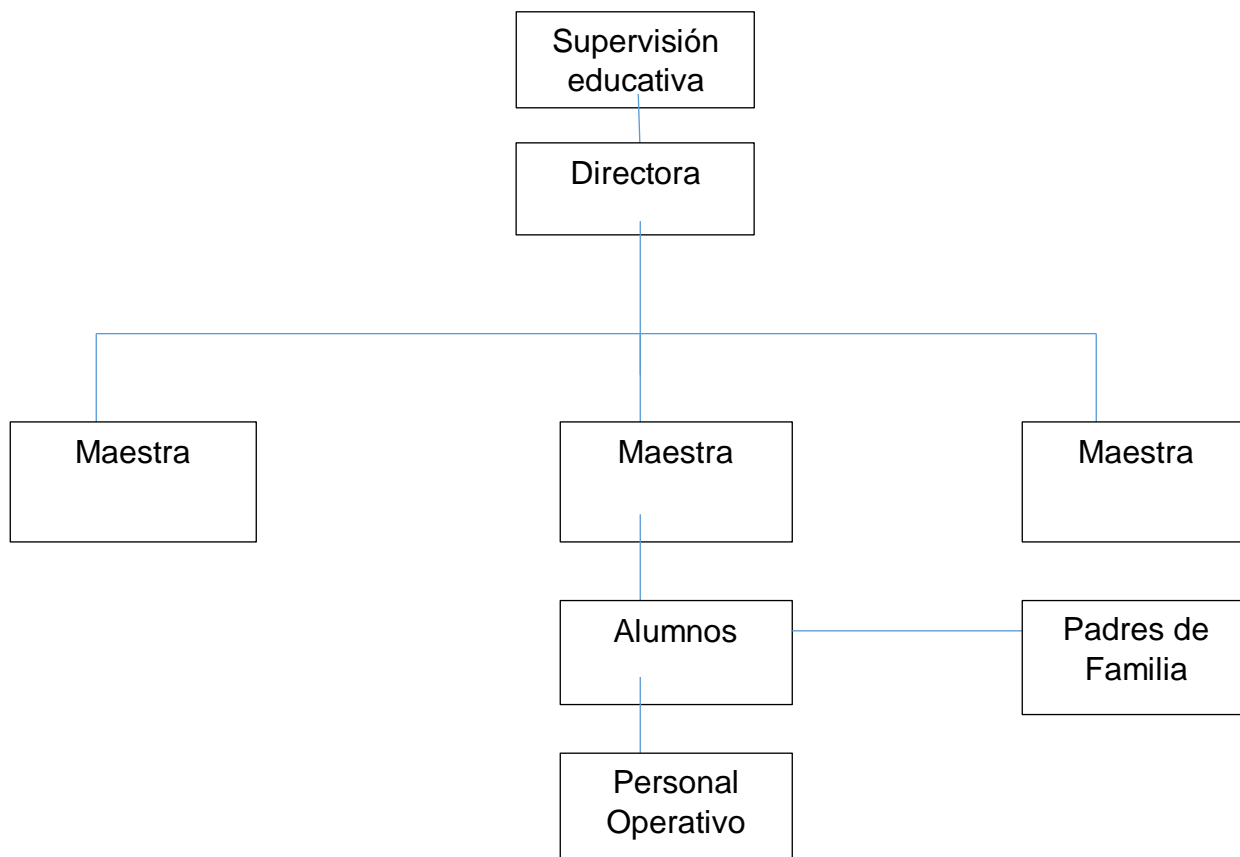 Supervisión
educativa
Directora
Maestra
Maestra
Maestra
Alumnos
Padres de
Familia
Personal
Operativo